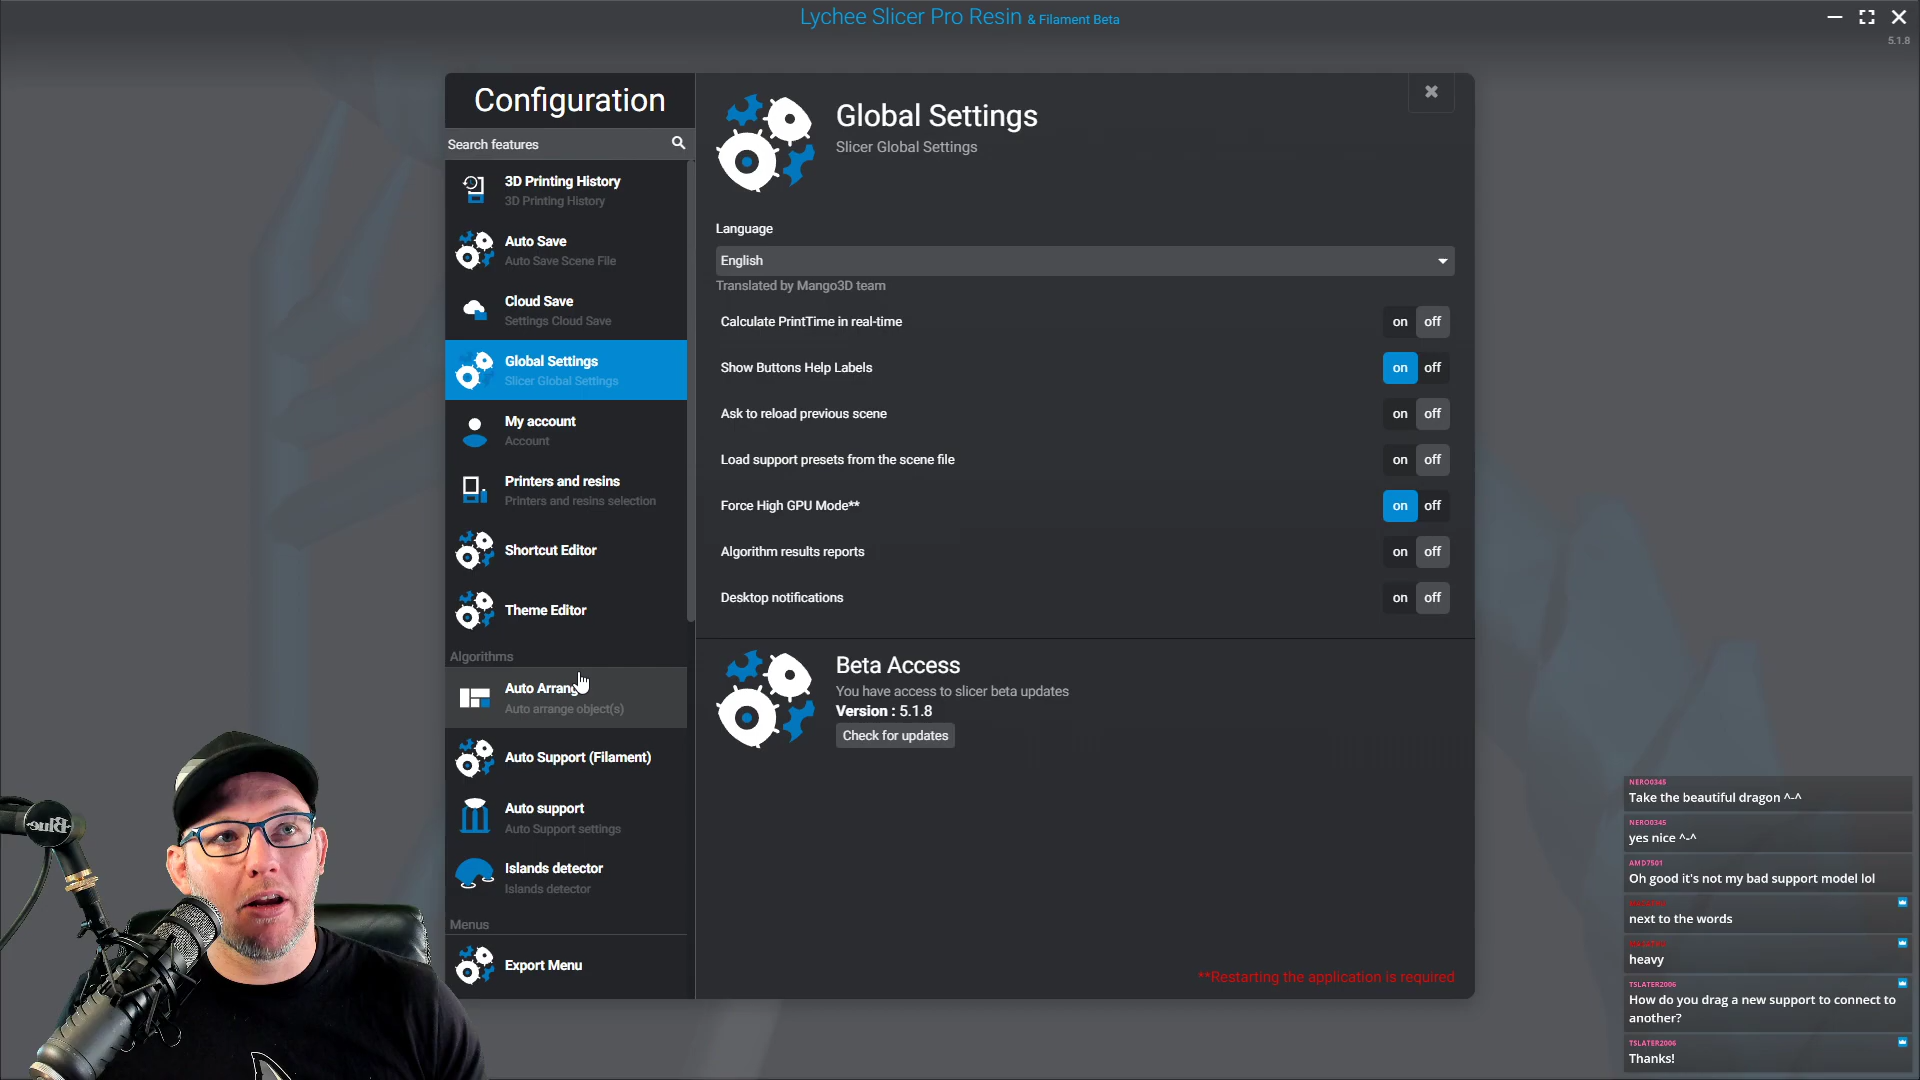 Lychee Slicer Pro Resin & Filament Beta
5.1.8
Configuration
Search features
3D Printing History
3D Printing History
Auto Save
Auto Save Scene File
Cloud Save
Settings Cloud Save
Global Settings
Slicer Global Settings
My account
Account
Printers and resins
Printers and resins selection
Shortcut Editor
Theme Editor
Algorithms
Auto Arrang
Auto arrange object(s)
Auto Support (Filament)
Auto support
Auto Support settings
Islands detector
Islands detector
Menus
Export Menu
Global Settings
Slicer Global Settings
Language
English
Translated by Mango3D team
Calculate PrintTime in real-time on off
Show Buttons Help Labels on off
Ask to reload previous scene on off
Load support presets from the scene file on off
Force High GPU Mode** on off
Algorithm results reports on off
Desktop notifications on off
Beta Access
You have access to slicer beta updates
Version : 5.1.8
Check for updates
**Restarting the application is required
Blue
NERO0345
Take the beautiful dragon ^-^
NERO0345
yes nice ^-^
AMD7501
Oh good it's not my bad support model lol
next to the words
heavy
TSLATER2006
How do you drag a new support to connect to
another?
TSLATER2006
Thanks!